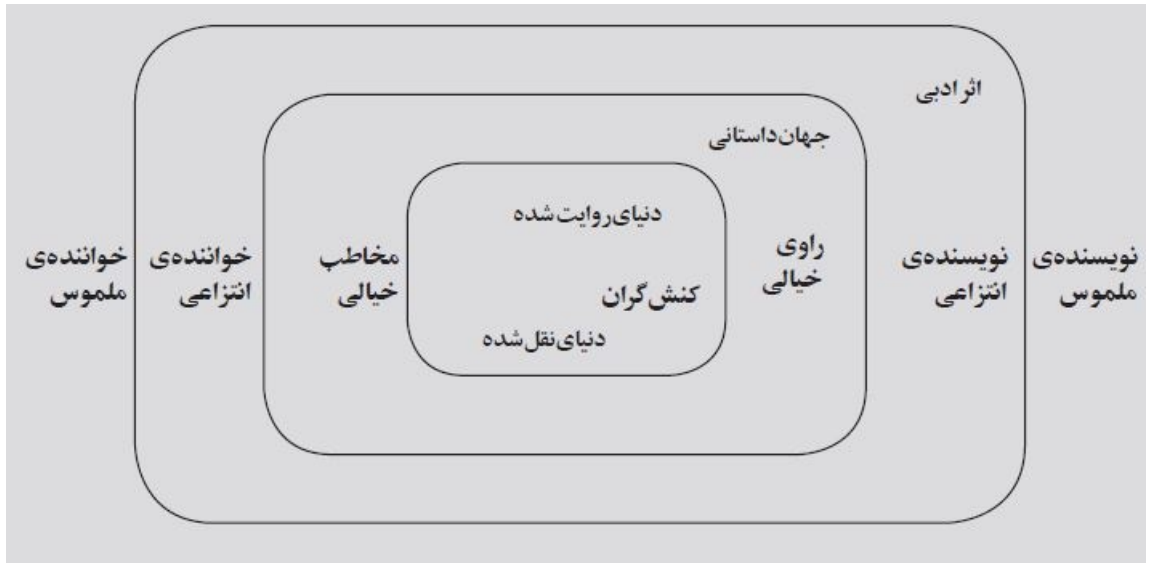 اثر ادبی
جهان‌داستانی
دنیای‌روایت‌شده
نویسنده‌ی
ملموس
نویسنده‌ی
انتزاعی
راوی
خیالی
کنش‌گران
مخاطب
خیالی
خواننده‌ی
انتزاعی
خواننده‌ی
ملموس
دنیای‌نقل‌شده